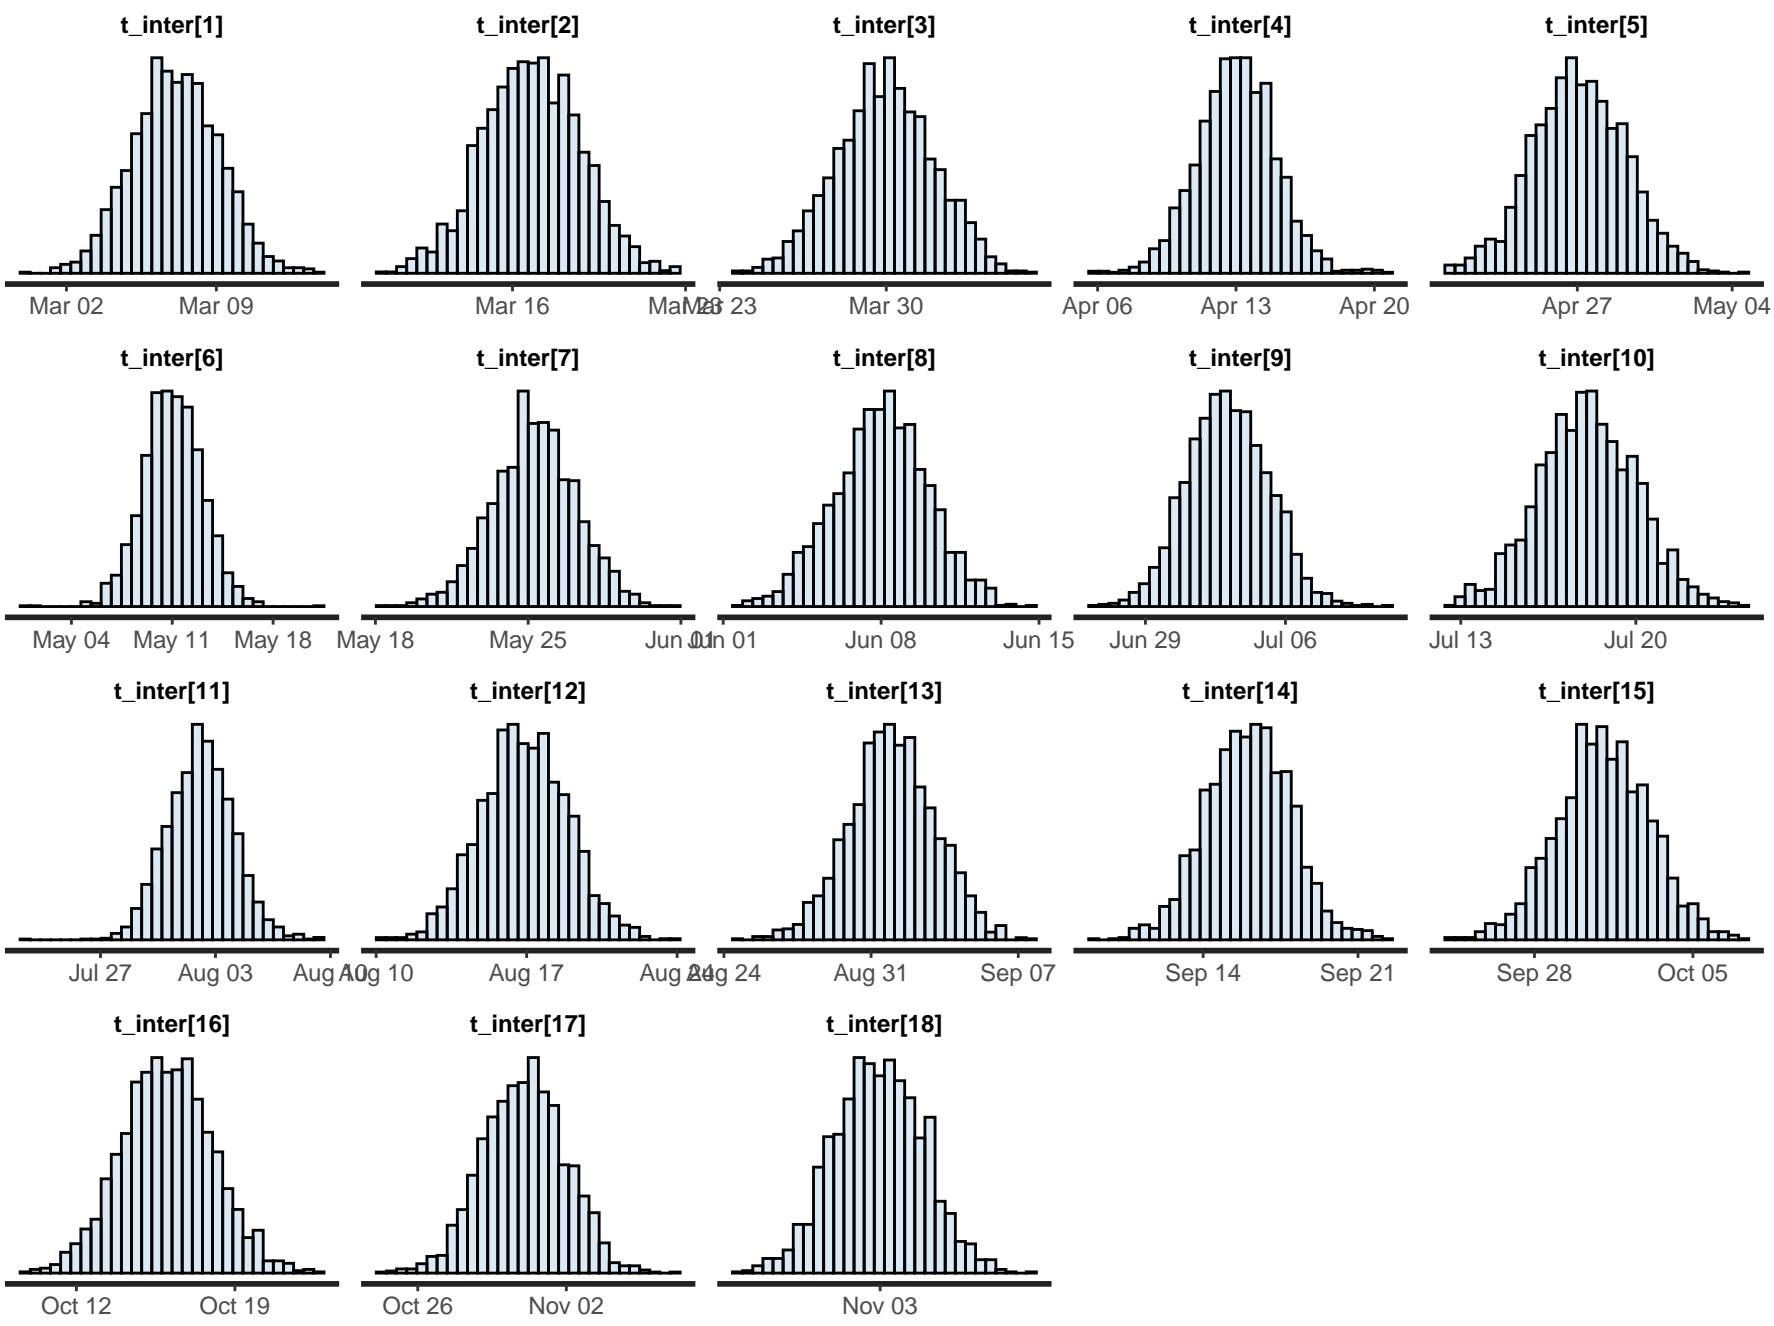 t_inter[1] t_inter[2] t_inter[3] t_inter[4] t_inter[5]
Mar 02 Mar 09 Mar 16 Mar 23 Mar 23 Mar 30 Apr 06 Apr 13 Apr 20 Apr 27 May 04
t_inter[6] t_inter[7] t_inter[8] t_inter[9] t_inter[10]
May 04 May 11 May 18 May 18 May 25 Jun 01 Jun 01 Jun 08 Jun 15 Jun 29 Jul 06 Jul 13 Jul 20
t_inter[11] t_inter[12] t_inter[13] t_inter[14] t_inter[15]
Jul 27 Aug 03 Aug 10 Aug 10 Aug 17 Aug 24 Aug 24 Aug 31 Sep 07 Sep 14 Sep 21 Sep 28 Oct 05
t_inter[16] t_inter[17] t_inter[18]
Oct 12 Oct 19 Oct 26 Nov 02 Nov 03